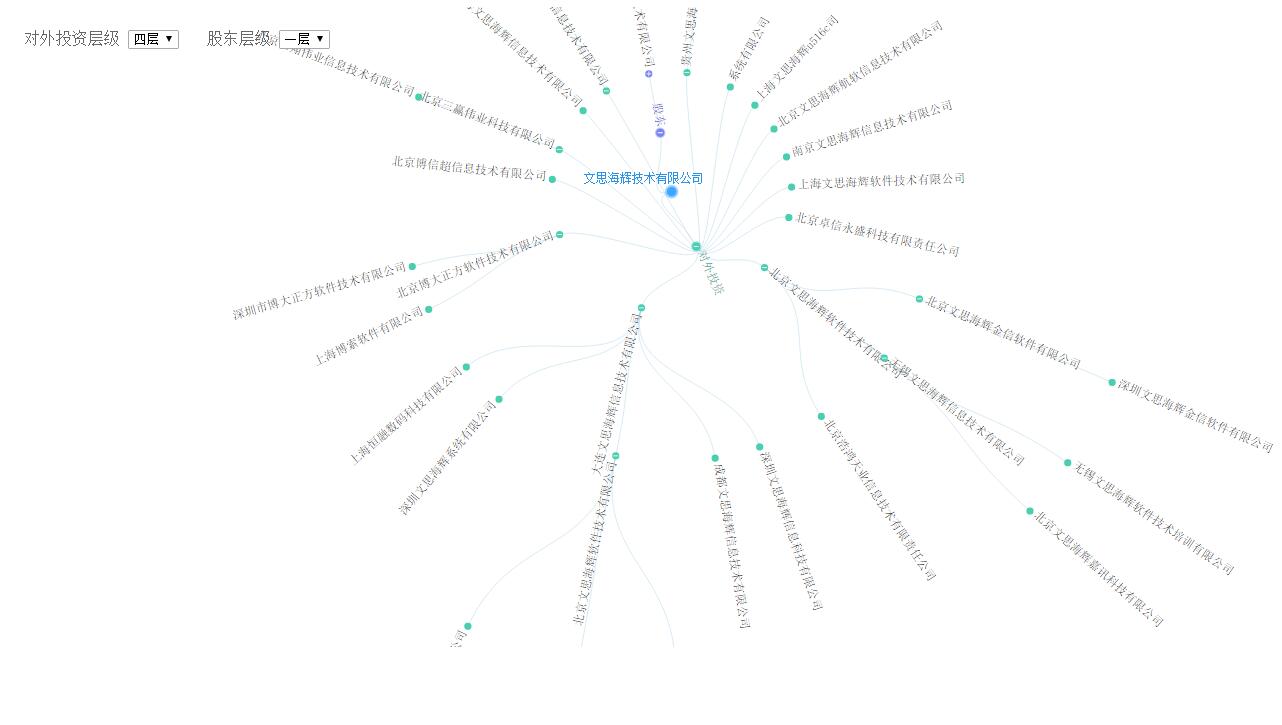 对外投资层级 四层 股东层级 一层
文思海辉信息技术有限公司
信息技术有限公司
术有限公司
贵州文思海
系统有限公司
上海文思海辉u516c司
北京文思海辉航软信息技术有限公司
南京文思海辉信息技术有限公司
上海文思海辉软件技术有限公司
北京卓信永盛科技有限责任公司
伟业信息技术有限公司
北京三赢伟业科技有限公司
北京博信超信息技术有限公司
股东
文思海辉技术有限公司
对外投资
北京博大正方软件技术有限公司
深圳市博大正方软件技术有限公司
上海博索软件有限公司
大连文思海辉信息技术有限公司
上海恒融数码科技有限公司
深圳文思海辉系统有限公司
北京文思海辉软件技术有限公司
成都文思海辉信息技术有限公司
深圳文思海辉信息科技有限公司
北京文思海辉软件技术有限公司
北京浩鸿天业信息技术有限责任公司
北京文思海辉金信软件有限公司
深圳文思海辉金信软件有限公司
无锡文思海辉信息技术有限公司
无锡文思海辉软件技术培训有限公司
北京文思海辉嘉讯科技有限公司
公司